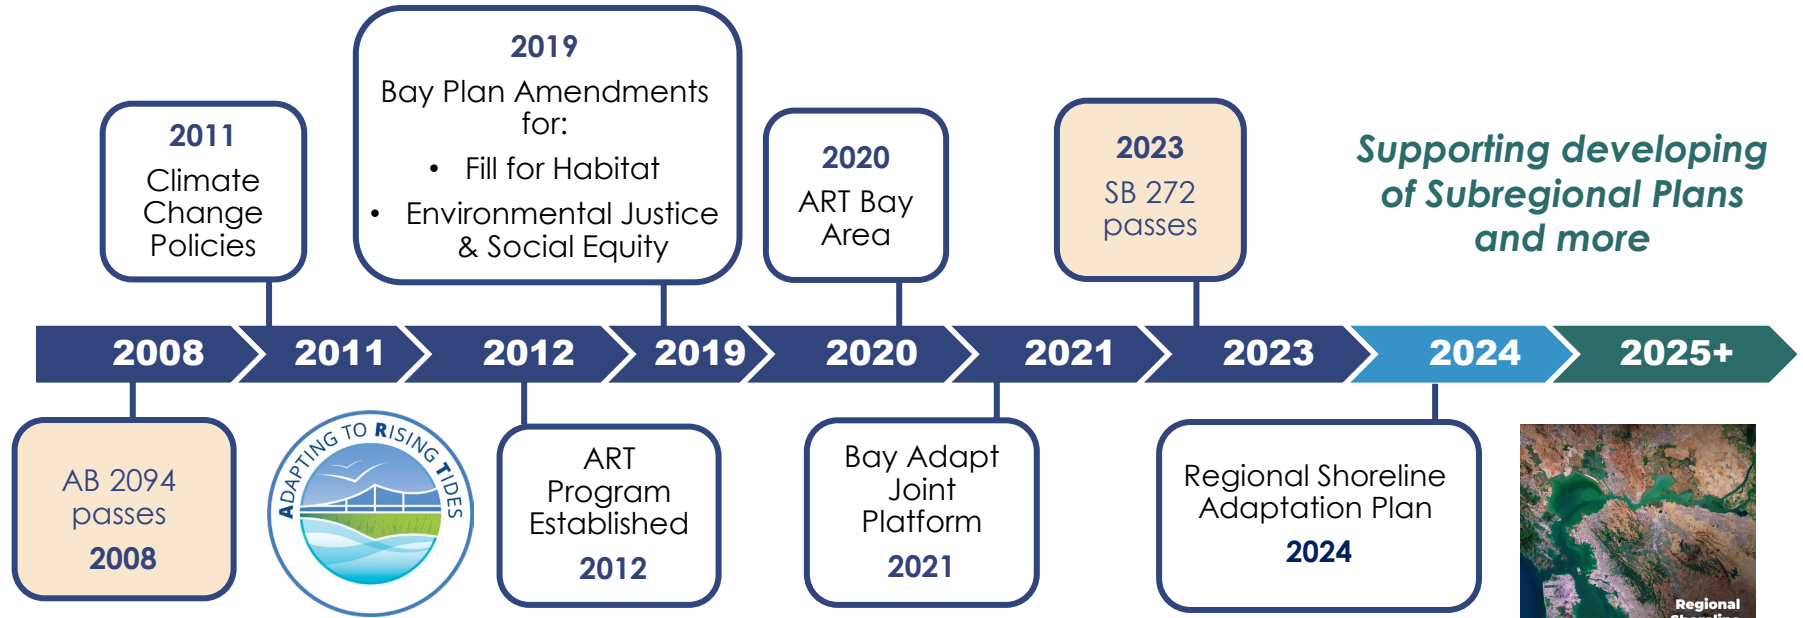 2019
Bay Plan Amendments
for:
• Fill for Habitat
• Environmental Justice
& Social Equity
2011
Climate
Change
Policies
2020
ART Bay
Area
2023
SB 272
passes
Supporting developing
of Subregional Plans
and more
2008
2011
2012
2019
2020
2021
2023
2024
2025+
AB 2094
passes
2008
ADAPTING TO RISING TIDES
ART
Program
Established
2012
Bay Adapt
Joint
Platform
2021
Regional Shoreline
Adaptation Plan
2024
Regional
Shoreline